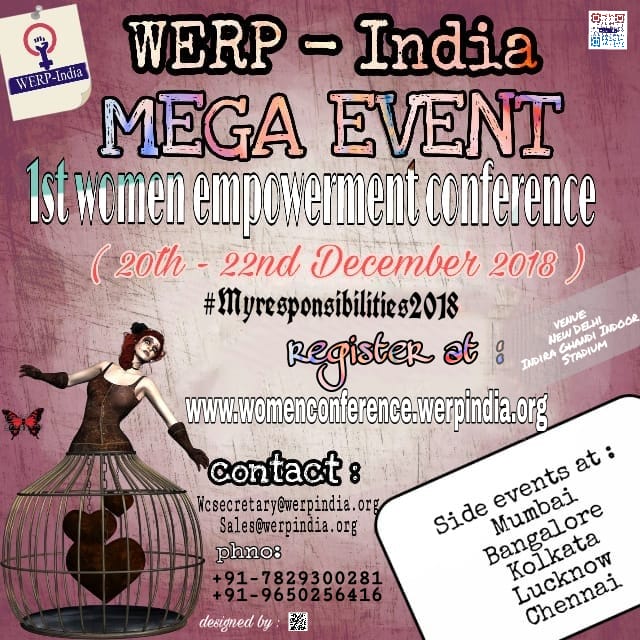 WERP-India
WERP - India
MEGA EVENT
1st women empowerment conference
( 20th - 22nd December 2018 )
#Myresponsibilities2018
VENUE
NEW DELHI
INDIRA GHANDI INDOOR
STADIUM
register at :
www.womenconference.werpindia.org
contact :
Wcsecretary@werpindia.org
Sales@werpindia.org
phno:
+91-7829300281
+91-9650256416
Side events at :
Mumbai
Bangalore
Kolkata
Lucknow
Chennai
designed by :